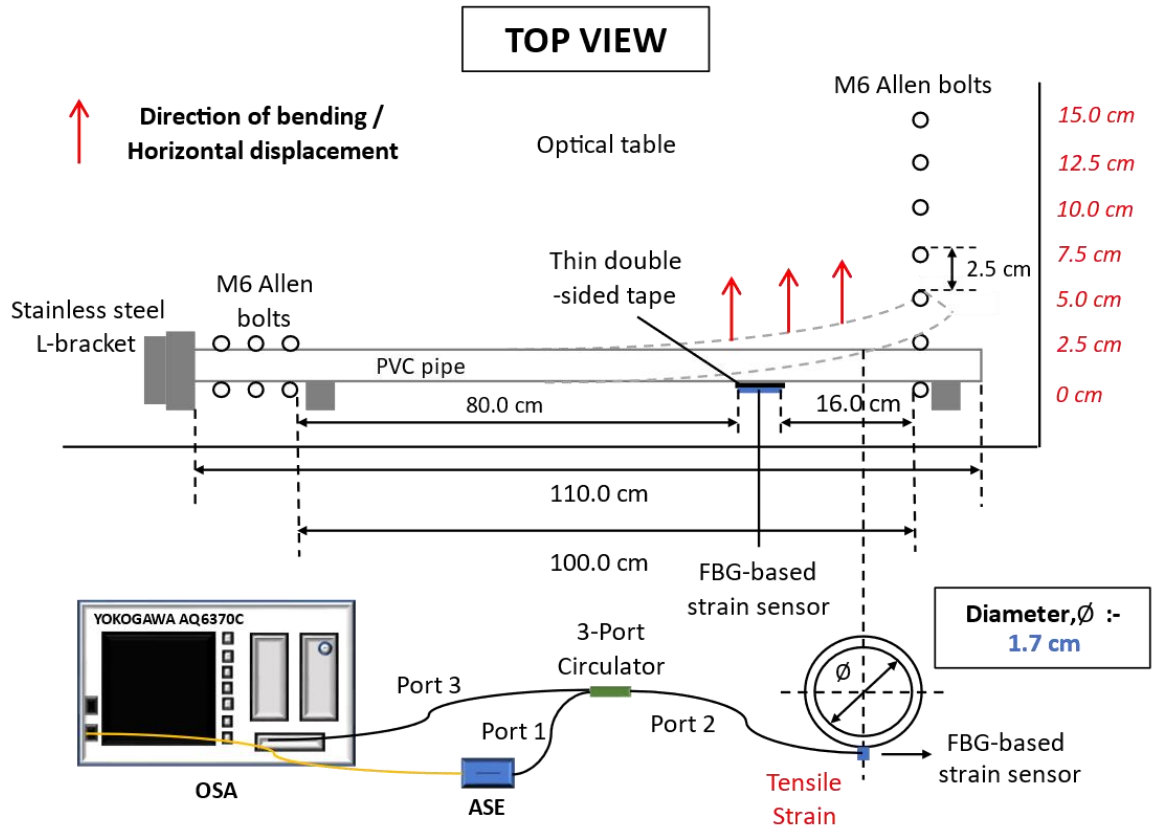 TOP VIEW
M6 Allen bolts
Direction of bending /
Horizontal displacement
Optical table
15.0 cm
12.5 cm
10.0 cm
7.5 cm
5.0 cm
2.5 cm
0 cm
2.5 cm
Thin double
-sided tape
M6 Allen
bolts
Stainless steel
L-bracket
PVC pipe
80.0 cm
16.0 cm
110.0 cm
100.0 cm
FBG-based
strain sensor
YOKOGAWA AQ6370C
OSA
Port 3
Port 1
ASE
3-Port
Circulator
Port 2
Ø
Diameter,Ø :-
1.7 cm
FBG-based
strain sensor
Tensile
Strain